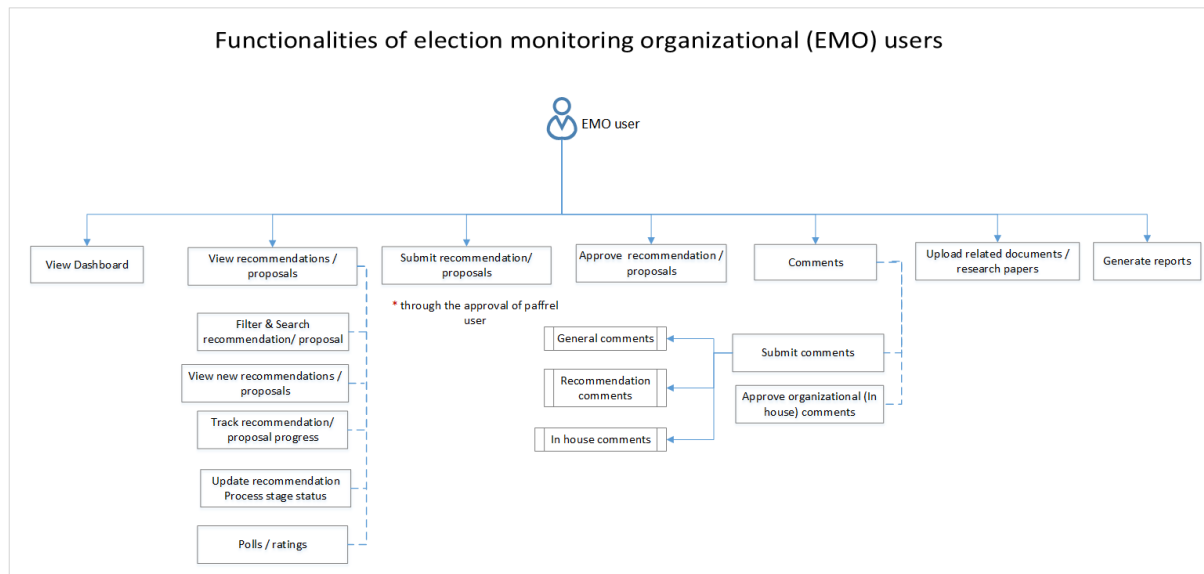 Functionalities of election monitoring organizational (EMO) users
EMO user
View Dashboard
View recommendations /
proposals
Submit recommendation/
proposals
Approve recommendation /
proposals
Comments
Upload related documents /
research papers
Generate reports
* through the approval of paffrel
user
Filter & Search
recommendation/ proposal
View new recommendations /
proposals
Track recommendation/
proposal progress
Update recommendation
Process stage status
Polls / ratings
General comments
Recommendation
comments
In house comments
Submit comments
Approve organizational (In
house) comments